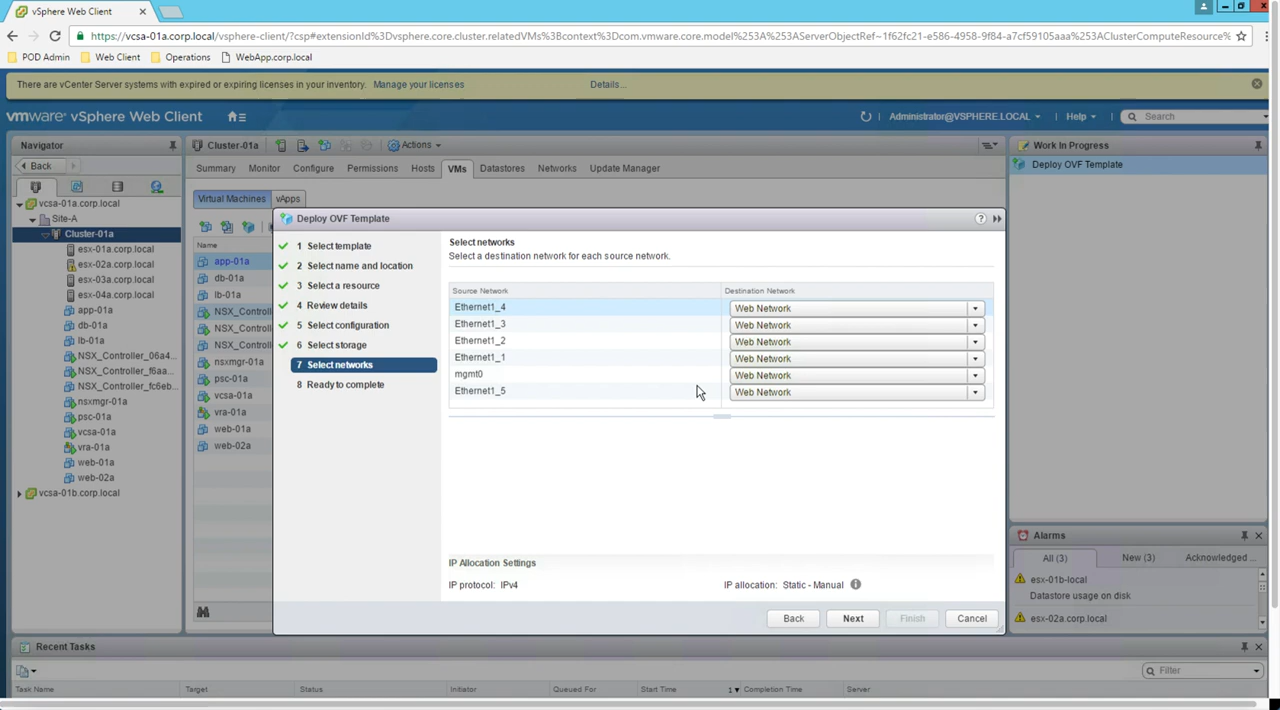 vSphere Web Client
https://vcsa-01a.corp.local/vsphere-client/?csp#extensionId%3Dvsphere.core.cluster.relatedVMs%3Bcontext%3Dcom.vmware.core.model%253A%253AServerObjectRef~1f62fc21-e586-4958-9f84-a7cf59105aaa%253AClusterComputeResource%
POD Admin Web Client Operations WebApp.corp.local
There are vCenter Server systems with expired or expiring licenses in your inventory. Manage your licenses Details...
vmware® vSphere Web Client Administrator@VSPHERE.LOCAL Help Search
Navigator
Back
vcsa-01a.corp.local
Site-A
Cluster-01a
esx-01a.corp.local
esx-02a.corp.local
esx-03a.corp.local
esx-04a.corp.local
app-01a
db-01a
lb-01a
NSX_Controller_06a4...
NSX_Controller_f6aa...
NSX_Controller_fc6eb...
nsxmgr-01a
psc-01a
vcsa-01a
vra-01a
web-01a
web-02a
vcsa-01b.corp.local
Cluster-01a Actions
Summary Monitor Configure Permissions Hosts VMs Datastores Networks Update Manager
Virtual Machines vApps
Name
app-01a
db-01a
lb-01a
NSX_Controll
NSX_Controll
NSX_Controll
nsxmgr-01a
psc-01a
vcsa-01a
vra-01a
web-01a
web-02a
Deploy OVF Template
1 Select template
2 Select name and location
3 Select a resource
4 Review details
5 Select configuration
6 Select storage
7 Select networks
8 Ready to complete
Select networks
Select a destination network for each source network.
Source Network Destination Network
Ethernet1_4 Web Network
Ethernet1_3 Web Network
Ethernet1_2 Web Network
Ethernet1_1 Web Network
mgmt0 Web Network
Ethernet1_5 Web Network
IP Allocation Settings
IP protocol: IPv4 IP allocation: Static - Manual
Back Next Finish Cancel
Work In Progress
Deploy OVF Template
Alarms
All (3) New (3) Acknowledged ...
esx-01b-local
Datastore usage on disk
esx-02a.corp.local
Recent Tasks
Filter
Task Name Target Status Initiator Queued For Start Time 1 Completion Time Server